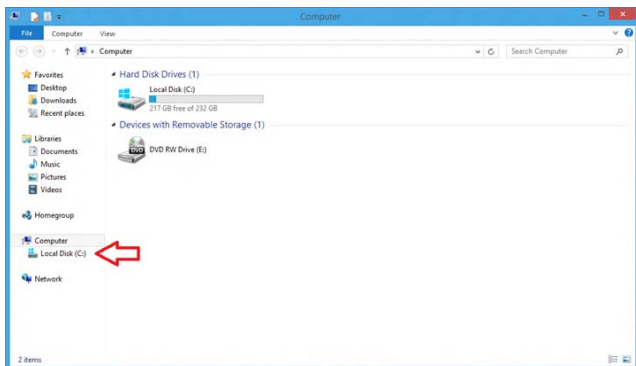 Computer
File Computer View
Computer
Search Computer
Favorites
Desktop
Downloads
Recent places
Libraries
Documents
Music
Pictures
Videos
Homegroup
Computer
Local Disk (C:)
Network
Hard Disk Drives (1)
Local Disk (C:)
217 GB free of 232 GB
Devices with Removable Storage (1)
DVD
DVD RW Drive (E:)
2 items